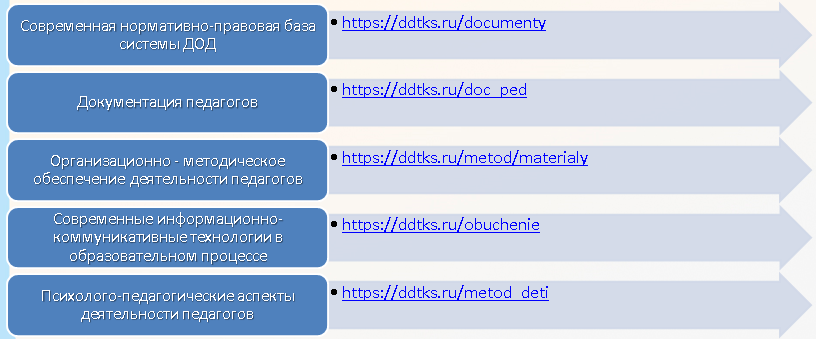 Современная нормативно-правовая база
системы ДОД
• https://ddtks.ru/documenty
Документация педагогов
• https://ddtks.ru/doc_ped
Организационно - методическое
обеспечение деятельности педагогов
• https://ddtks.ru/metod/materialy
Современные информационно-
коммуникативные технологии в
образовательном процессе
• https://ddtks.ru/obuchenie
Психолого-педагогические аспекты
деятельности педагогов
• https://ddtks.ru/metod_deti